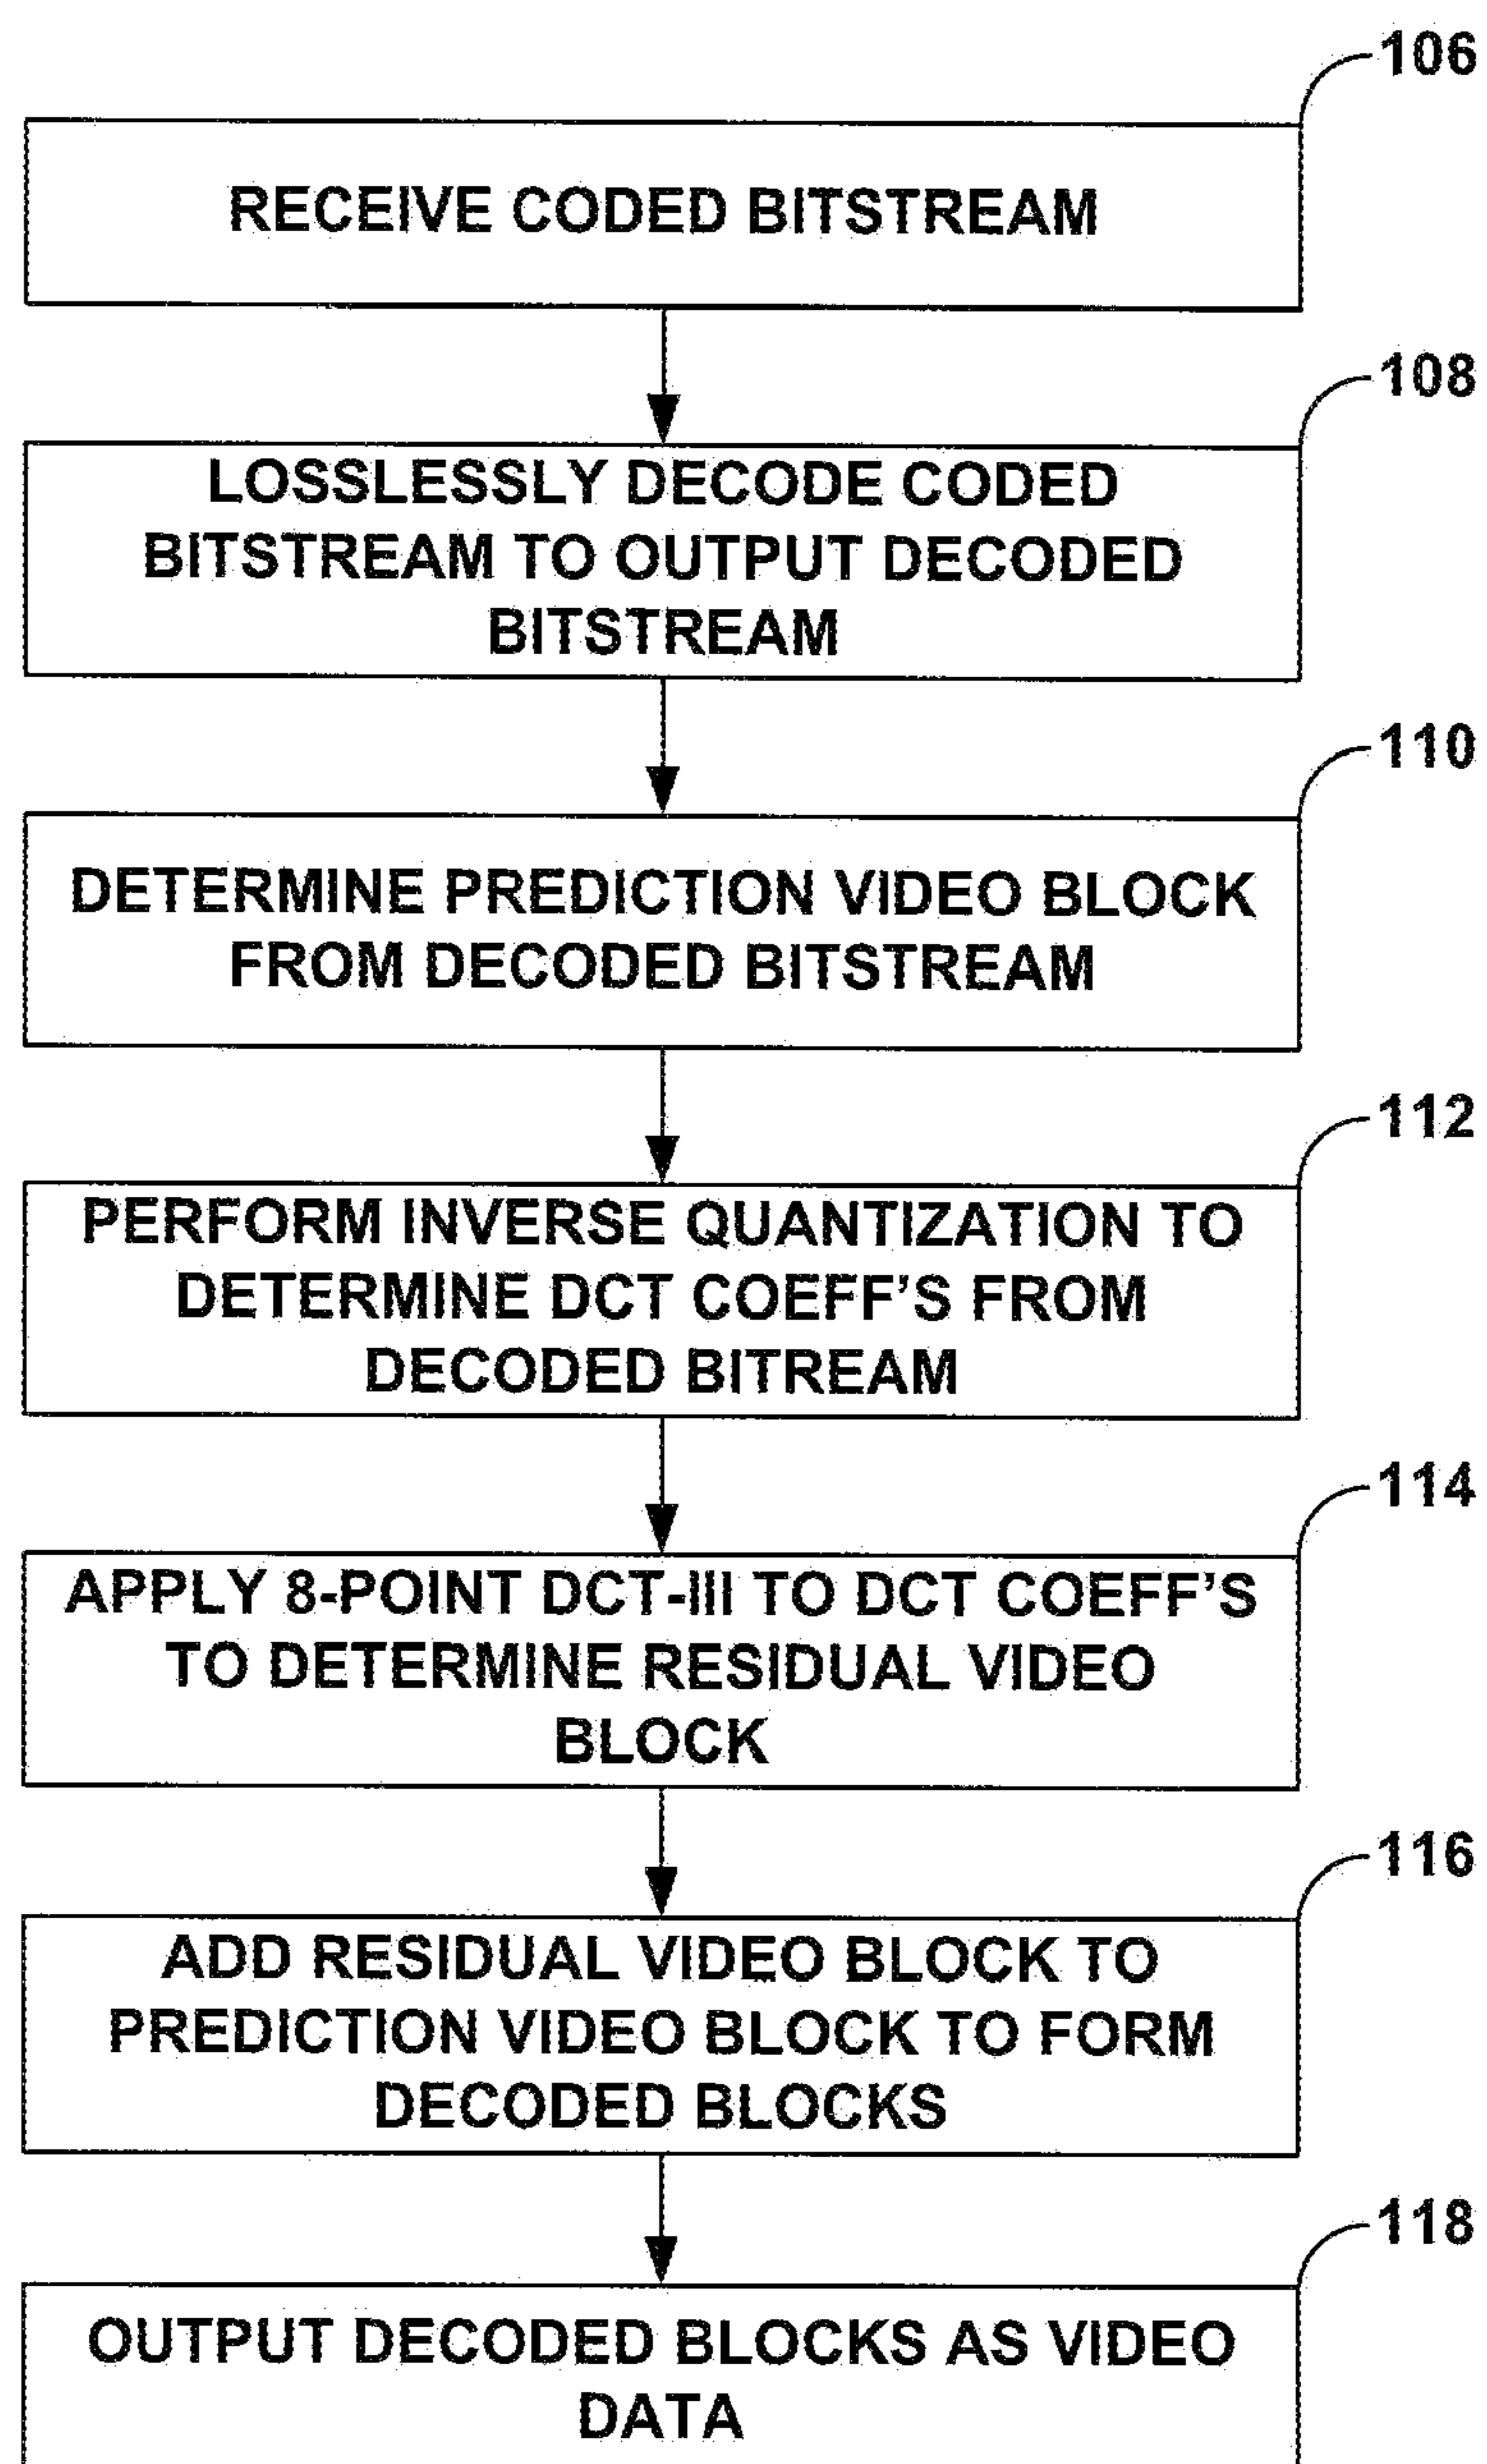 106
RECEIVE CODED BITSTREAM
108
LOSSLESSLY DECODE CODED
BITSTREAM TO OUTPUT DECODED
BITSTREAM
110
DETERMINE PREDICTION VIDEO BLOCK
FROM DECODED BITSTREAM
112
PERFORM INVERSE QUANTIZATION TO
DETERMINE DCT COEFF'S FROM
DECODED BITREAM
114
APPLY 8-POINT DCT-III TO DCT COEFF'S
TO DETERMINE RESIDUAL VIDEO
BLOCK
116
ADD RESIDUAL VIDEO BLOCK TO
PREDICTION VIDEO BLOCK TO FORM
DECODED BLOCKS
118
OUTPUT DECODED BLOCKS AS VIDEO
DATA